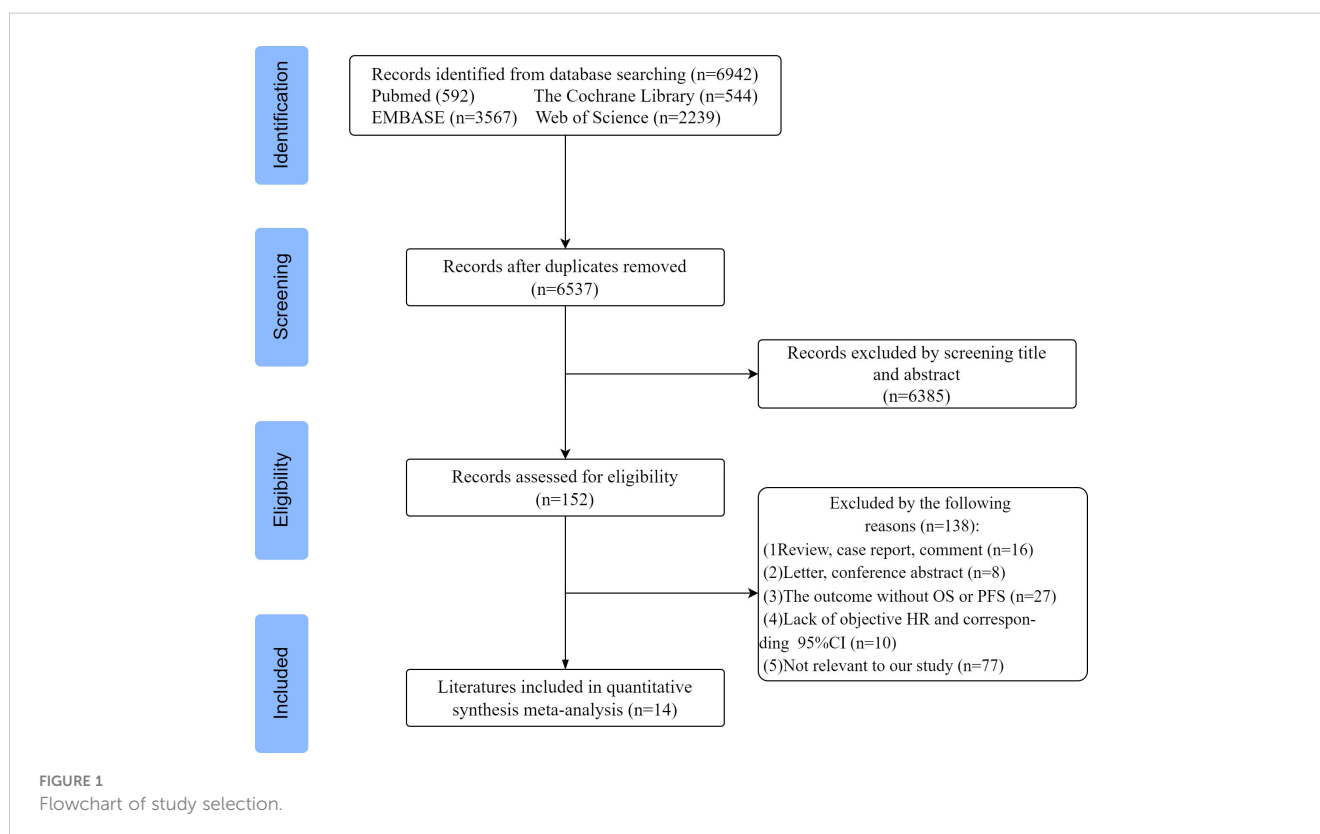 Identification
Records identified from database searching (n=6942)
Pubmed (592) The Cochrane Library (n=544)
EMBASE (n=3567) Web of Science (n=2239)
Screening
Records after duplicates removed
(n=6537)
Records excluded by screening title
and abstract
(n=6385)
Eligibility
Records assessed for eligibility
(n=152)
Excluded by the following
reasons (n=138):
(1Review, case report, comment (n=16)
(2)Letter, conference abstract (n=8)
(3)The outcome without OS or PFS (n=27)
(4)Lack of objective HR and correspon-
ding 95%CI (n=10)
(5)Not relevant to our study (n=77)
Included
Literatures included in quantitative
synthesis meta-analysis (n=14)
FIGURE 1
Flowchart of study selection.